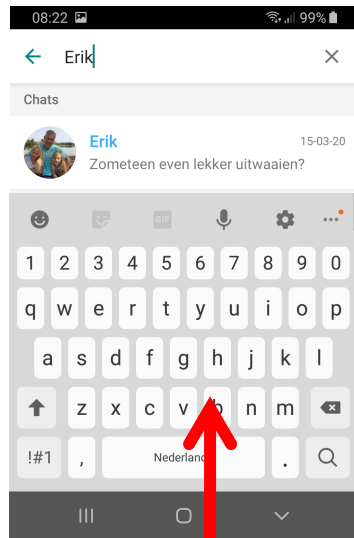 08:22 99%
Erik
Chats
Erik 15-03-20
Zometeen even lekker uitwaaien?
GIF
1 2 3 4 5 6 7 8 9 0
q w e r t y u i o p
a s d f g h j k l
z x c v b n m
!#1 , .